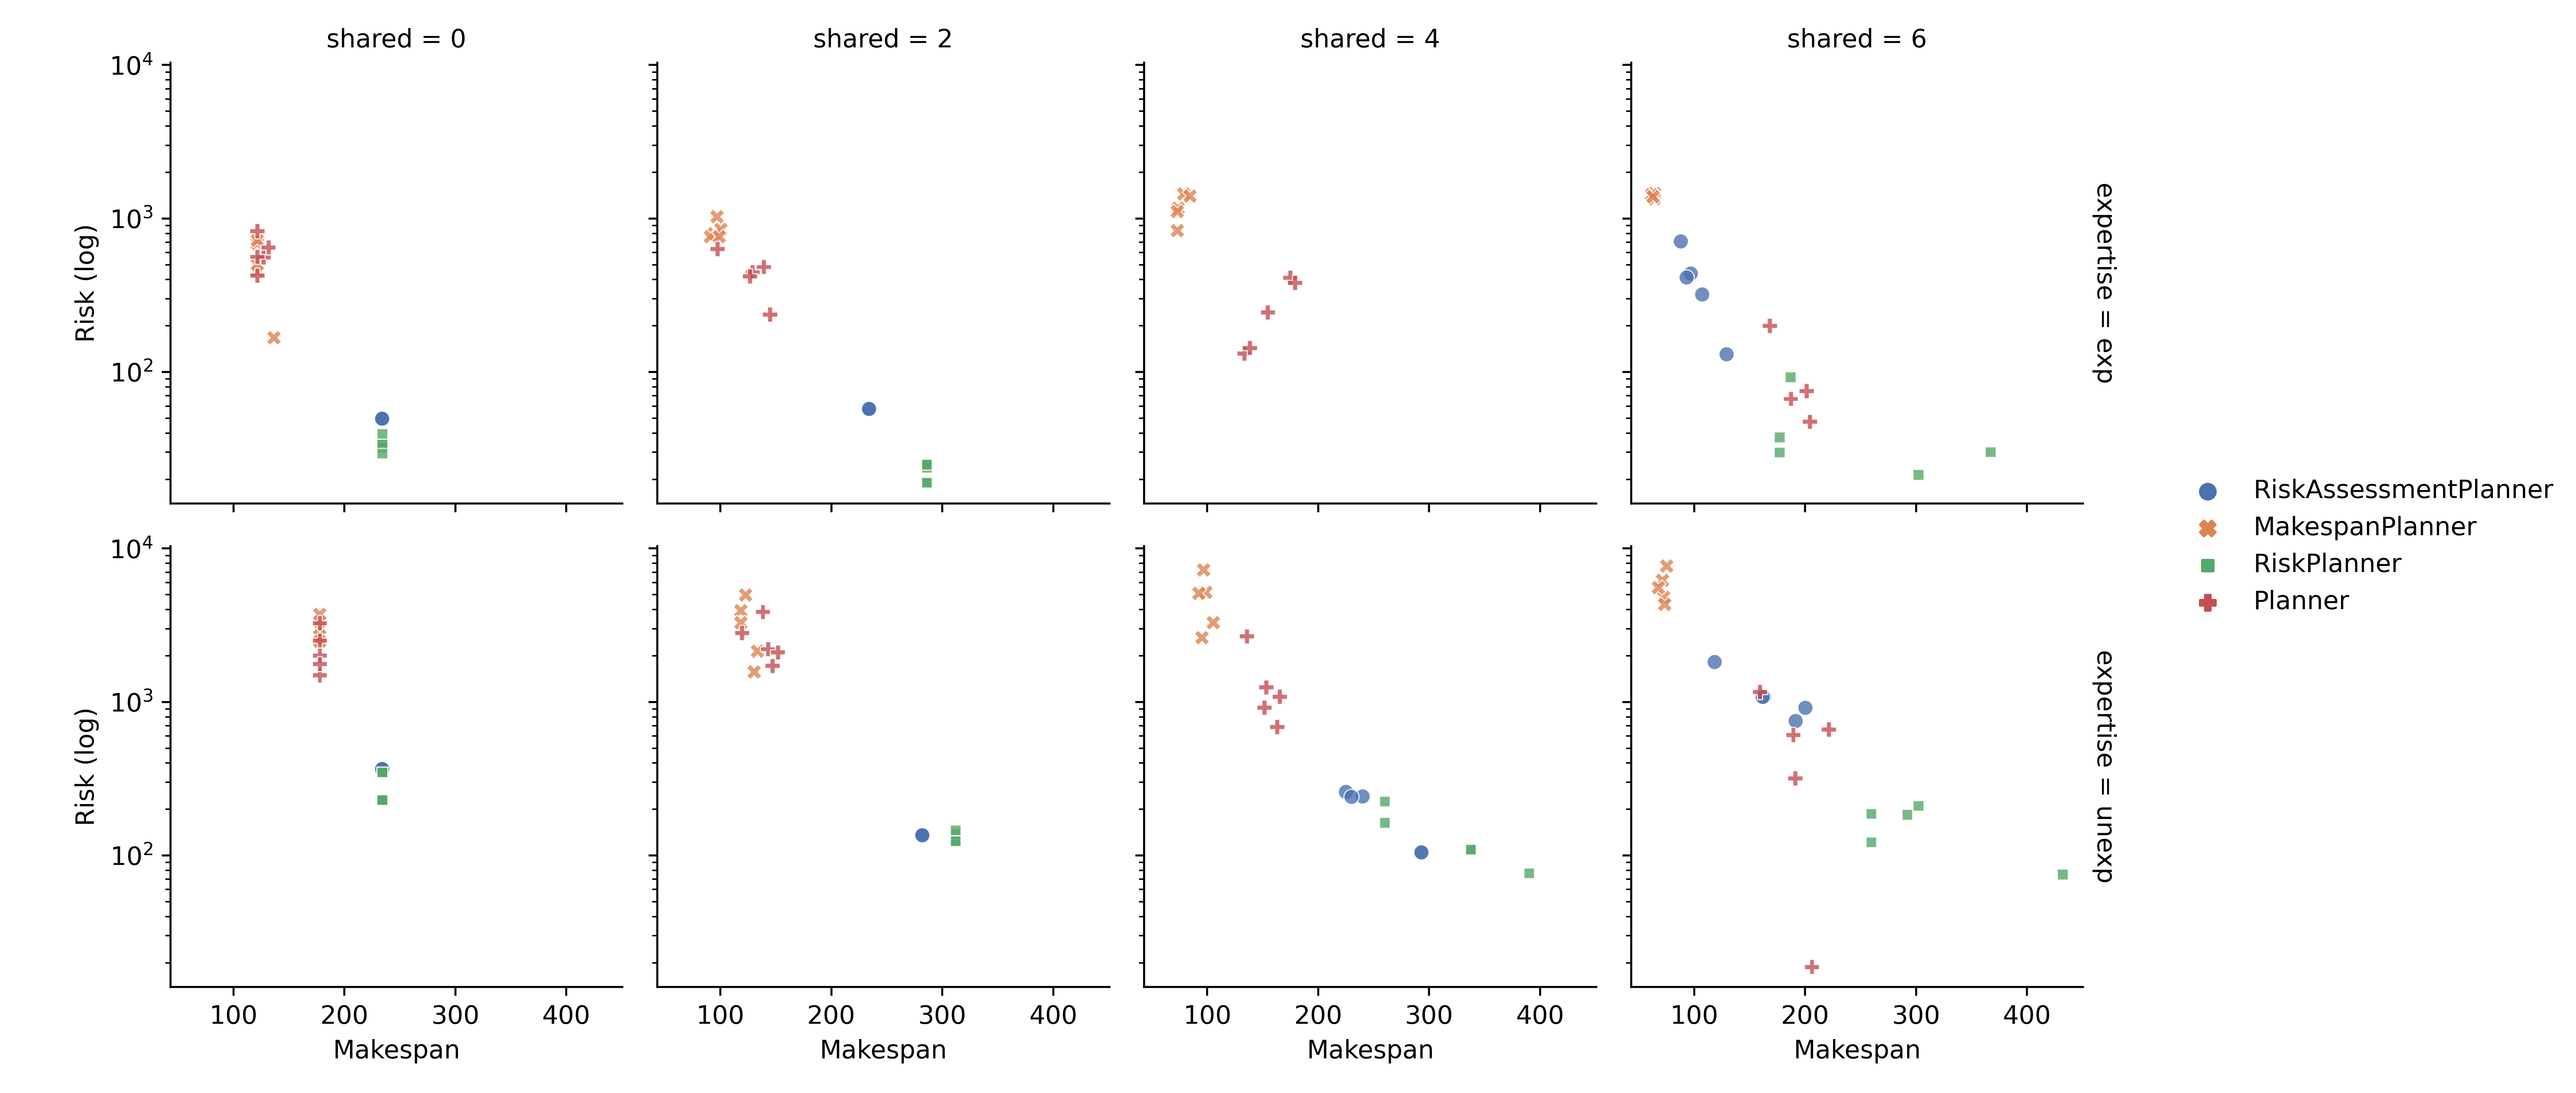 shared = 0
shared = 2
shared = 4
shared = 6
10^4
10^3
10^2
Risk (log)
expertise = exp
RiskAssessmentPlanner
MakespanPlanner
RiskPlanner
Planner
10^4
10^3
10^2
Risk (log)
expertise = unexp
100 200 300 400
100 200 300 400
100 200 300 400
100 200 300 400
Makespan
Makespan
Makespan
Makespan